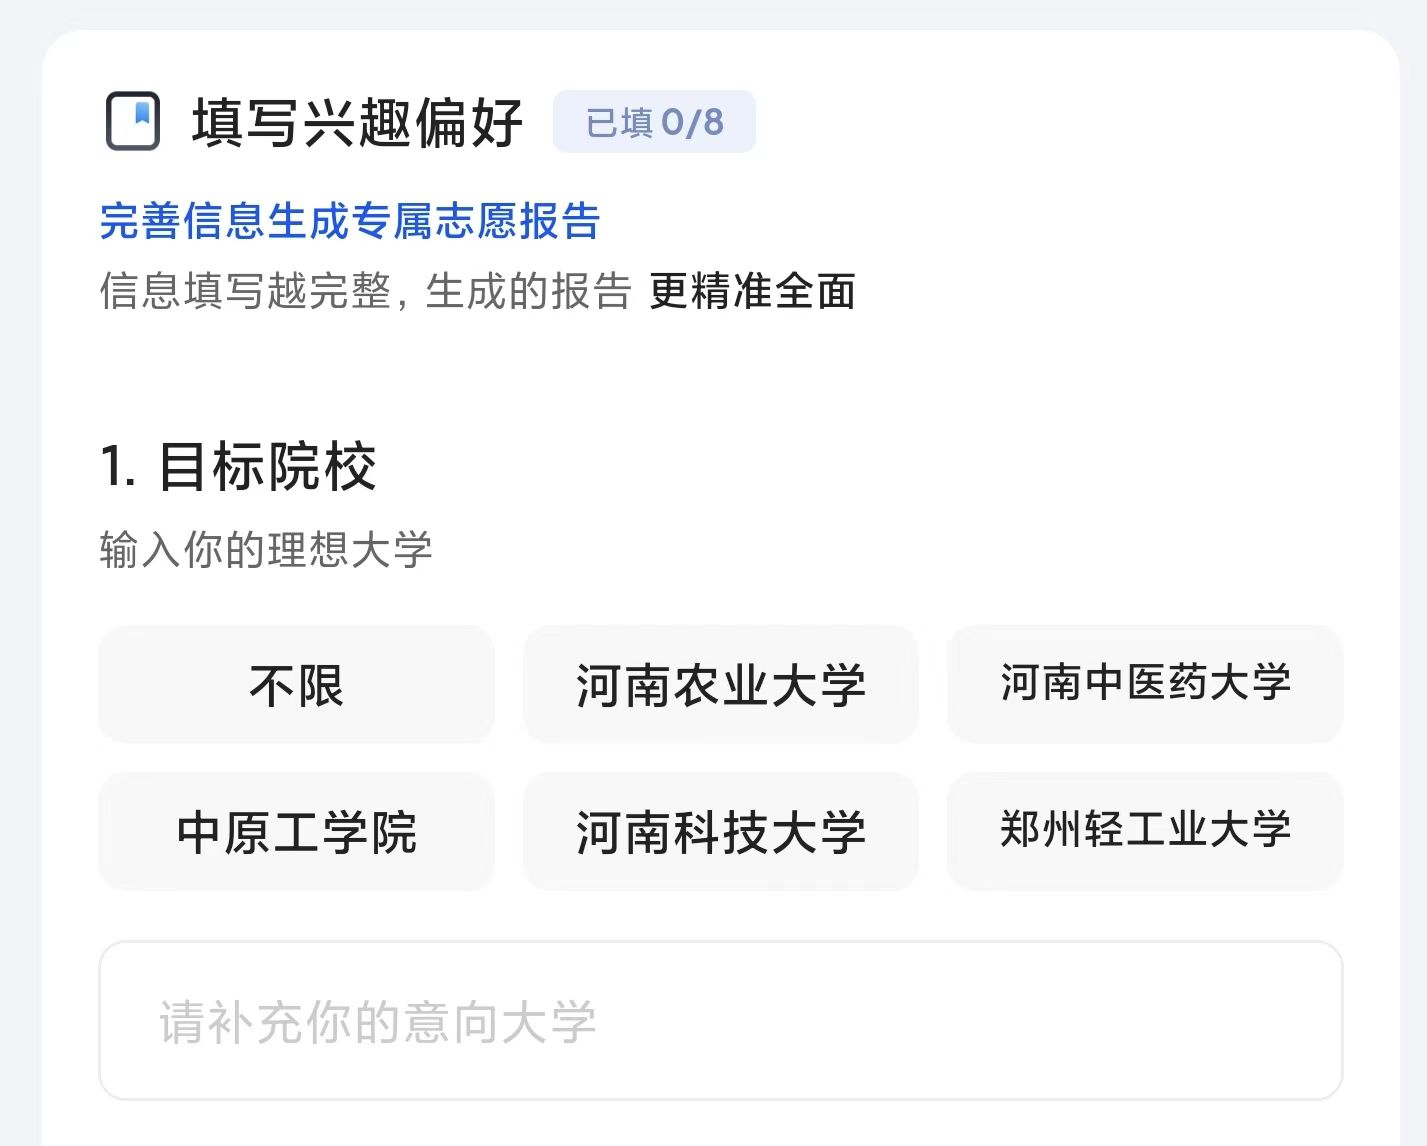 填写兴趣偏好 已填 0/8
完善信息生成专属志愿报告
信息填写越完整，生成的报告 更精准全面
1. 目标院校
输入你的理想大学
不限 河南农业大学 河南中医药大学
中原工学院 河南科技大学 郑州轻工业大学
请补充你的意向大学